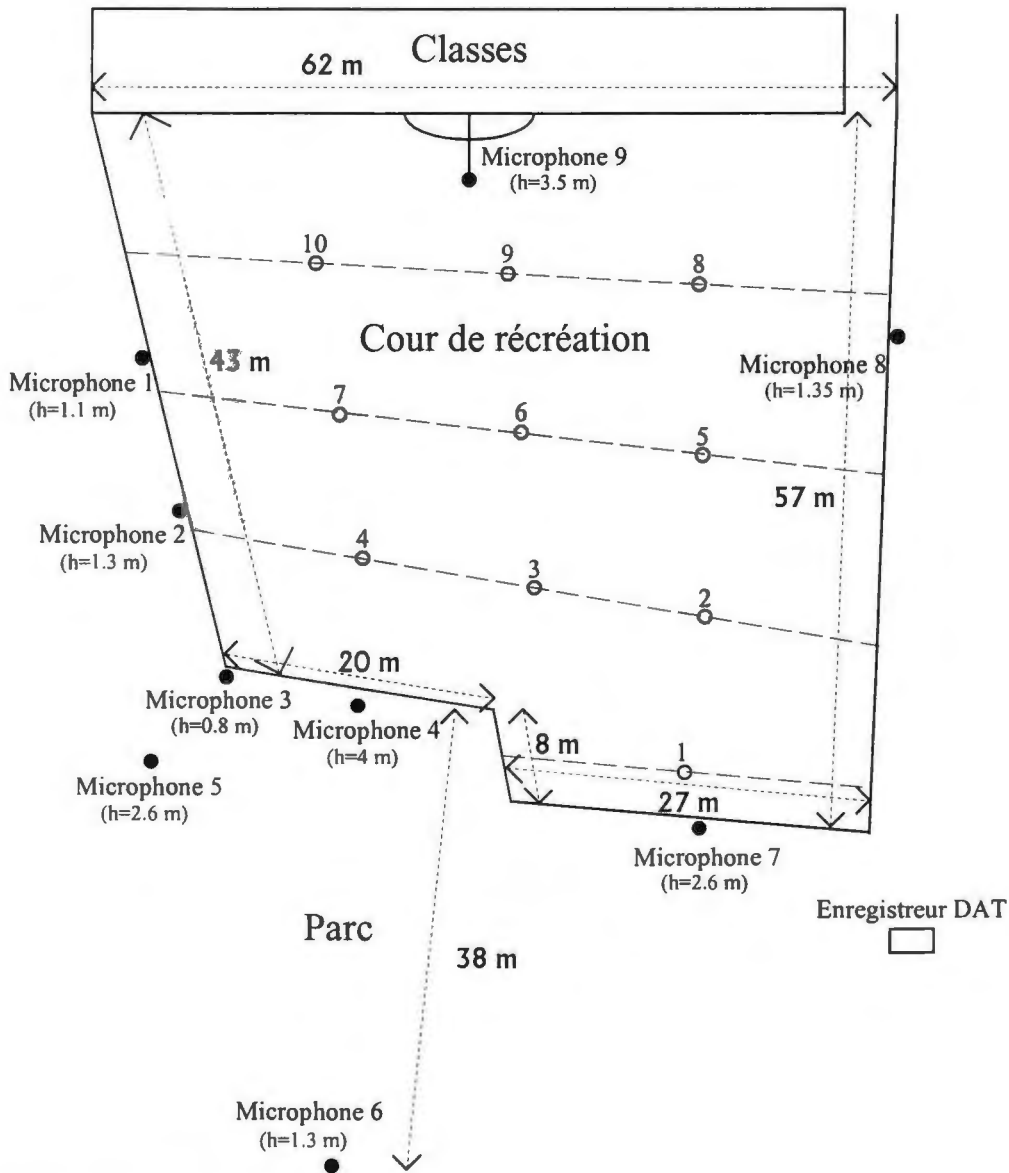 Classes
62 m
Microphone 9
(h=3.5 m)
10
9
8
Cour de récréation
43 m
Microphone 1
(h=1.1 m)
Microphone 8
(h=1.35 m)
7
6
5
57 m
Microphone 2
(h=1.3 m)
4
3
2
20 m
Microphone 3
(h=0.8 m)
Microphone 4
(h=4 m)
8 m
1
27 m
Microphone 5
(h=2.6 m)
Microphone 7
(h=2.6 m)
Enregistreur DAT
Parc
38 m
Microphone 6
(h=1.3 m)